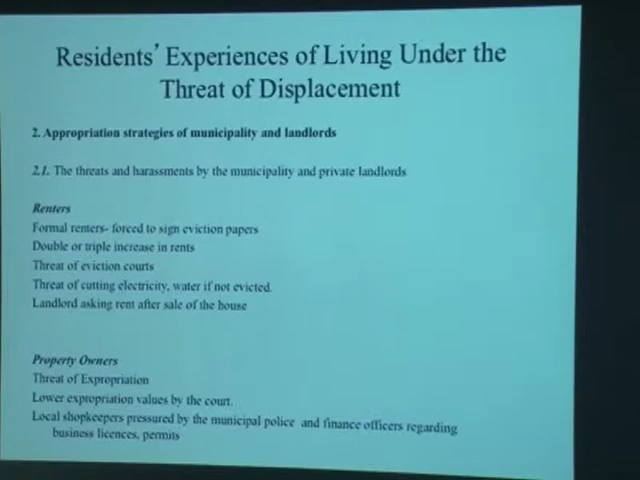 Residents' Experiences of Living Under the
Threat of Displacement
2. Appropriation strategies of municipality and landlords
2.1. The threats and harassments by the municipality and private landlords
Renters
Formal renters- forced to sign eviction papers
Double or triple increase in rents
Threat of eviction courts
Threat of cutting electricity, water if not evicted.
Landlord asking rent after sale of the house
Property Owners
Threat of Expropriation
Lower expropriation values by the court.
Local shopkeepers pressured by the municipal police and finance officers regarding
business licences, permits